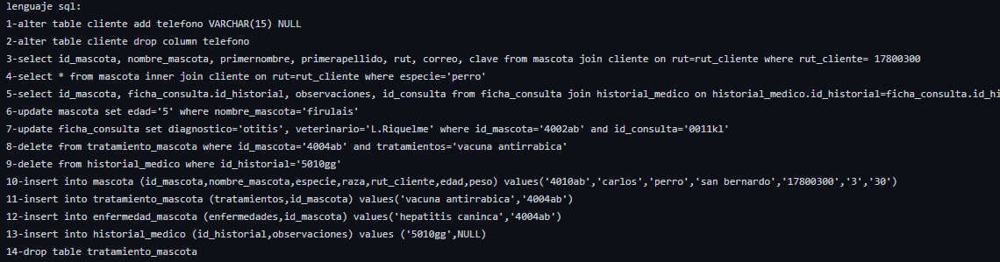 lenguaje sql:
1-alter table cliente add telefono VARCHAR(15) NULL
2-alter table cliente drop column telefono
3-select id_mascota, nombre_mascota, primernombre, primerapellido, rut, correo, clave from mascota join cliente on rut=rut_cliente where rut_cliente= 17800300
4-select * from mascota inner join cliente on rut=rut_cliente where especie='perro'
5-select id_mascota, ficha_consulta.id_historial, observaciones, id_consulta from ficha_consulta join historial_medico on historial_medico.id_historial=ficha_consulta.id_hi
6-update mascota set edad='5' where nombre_mascota='firulais'
7-update ficha_consulta set diagnostico='otitis', veterinario='L.Riquelme' where id_mascota='4002ab' and id_consulta='0011kl'
8-delete from tratamiento_mascota where id_mascota='4004ab' and tratamientos='vacuna antirrabica'
9-delete from historial_medico where id_historial='5010gg'
10-insert into mascota (id_mascota,nombre_mascota,especie,raza,rut_cliente,edad,peso) values('4010ab','carlos','perro','san bernardo','17800300','3','30')
11-insert into tratamiento_mascota (tratamientos,id_mascota) values('vacuna antirrabica','4004ab')
12-insert into enfermedad_mascota (enfermedades,id_mascota) values('hepatitis caninca','4004ab')
13-insert into historial_medico (id_historial,observaciones) values ('5010gg',NULL)
14-drop table tratamiento_mascota